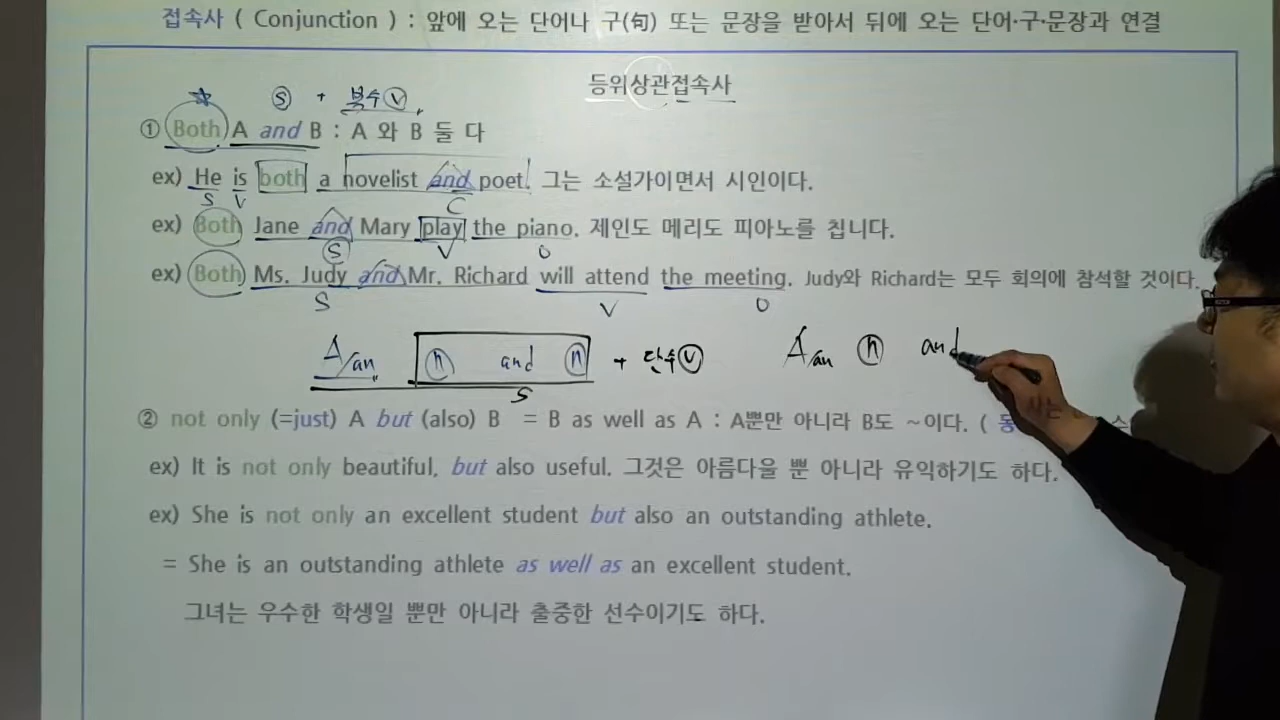 접속사 ( Conjunction ) : 앞에 오는 단어나 구(句) 또는 문장을 받아서 뒤에 오는 단어·구·문장과 연결
등위상관접속사
S + 복수 V
① Both A and B : A 와 B 둘 다
ex) He is both a novelist and poet. 그는 소설가이면서 시인이다.
S V C
ex) Both Jane and Mary play the piano. 제인도 메리도 피아노를 칩니다.
S V O
ex) Both Ms. Judy and Mr. Richard will attend the meeting. Judy와 Richard는 모두 회의에 참석할 것이다.
S V O
A/an n and n + 단수 V A/an n and
S
② not only (=just) A but (also) B = B as well as A : A뿐만 아니라 B도 ~이다. ( 동
ex) It is not only beautiful, but also useful. 그것은 아름다을 뿐 아니라 유익하기도 하다.
ex) She is not only an excellent student but also an outstanding athlete.
= She is an outstanding athlete as well as an excellent student.
그녀는 우수한 학생일 뿐만 아니라 출중한 선수이기도 하다.